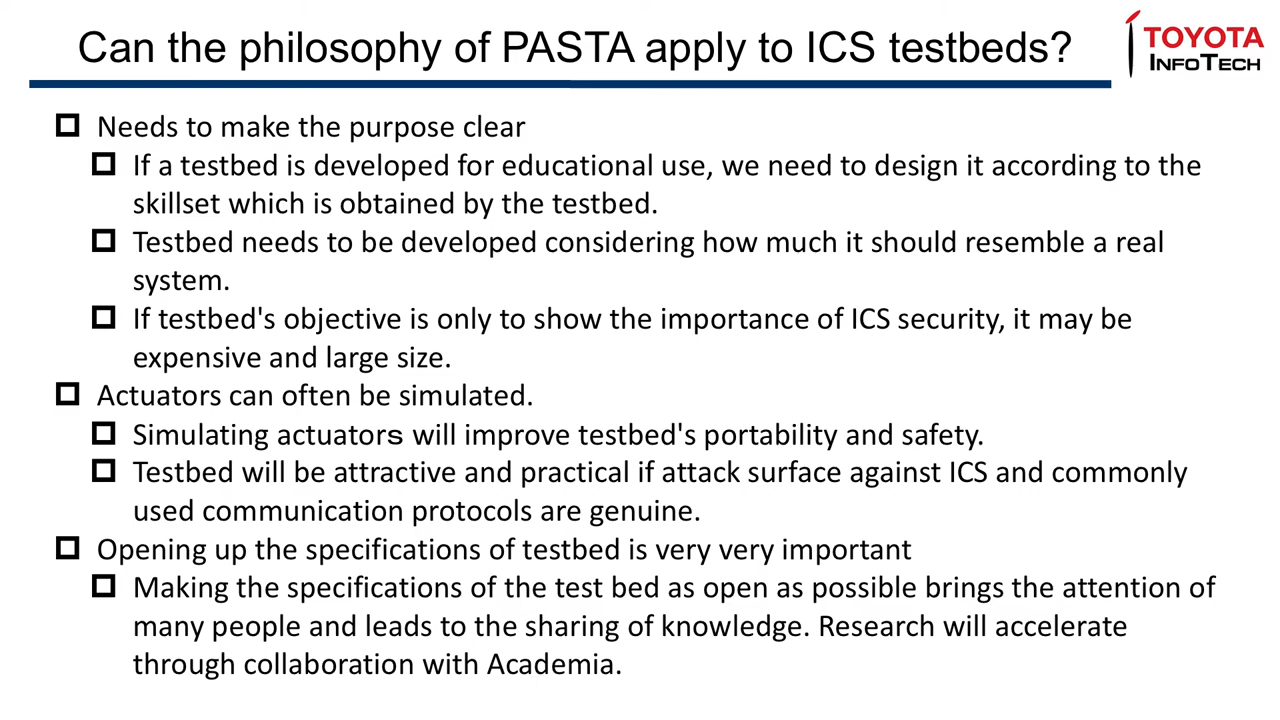 Can the philosophy of PASTA apply to ICS testbeds?
TOYOTA
INFOTECH
Needs to make the purpose clear
If a testbed is developed for educational use, we need to design it according to the
skillset which is obtained by the testbed.
Testbed needs to be developed considering how much it should resemble a real
system.
If testbed's objective is only to show the importance of ICS security, it may be
expensive and large size.
Actuators can often be simulated.
Simulating actuators will improve testbed's portability and safety.
Testbed will be attractive and practical if attack surface against ICS and commonly
used communication protocols are genuine.
Opening up the specifications of testbed is very very important
Making the specifications of the test bed as open as possible brings the attention of
many people and leads to the sharing of knowledge. Research will accelerate
through collaboration with Academia.